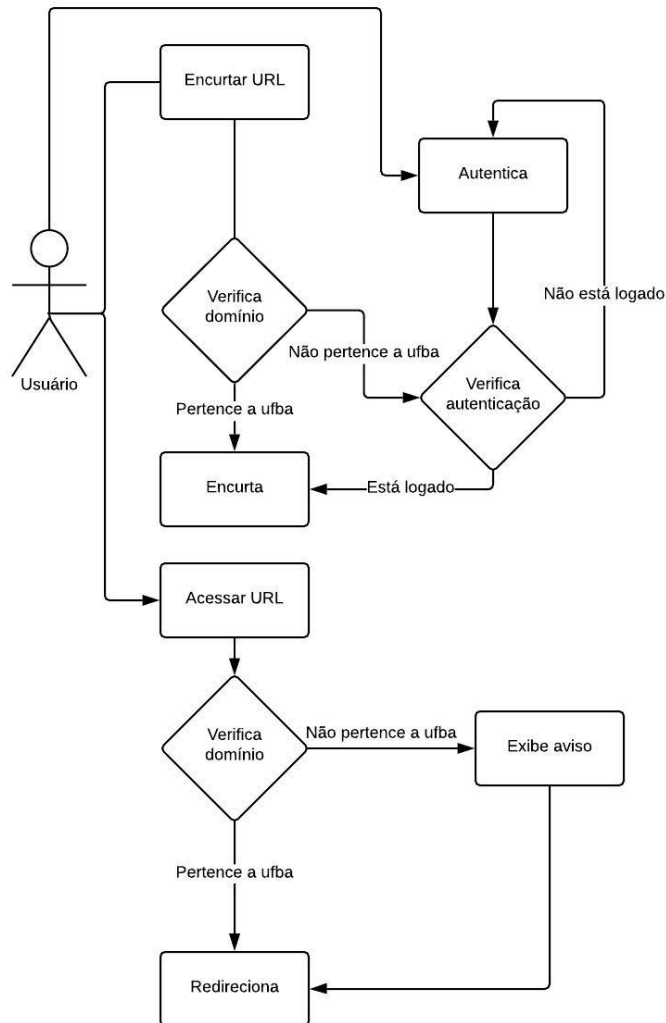 Encurtar URL
Autentica
Não está logado
Verifica
domínio
Não pertence a ufba
Verifica
autenticação
Usuário
Pertence a ufba
Encurta
Está logado
Acessar URL
Verifica
domínio
Não pertence a ufba
Exibe aviso
Pertence a ufba
Redireciona